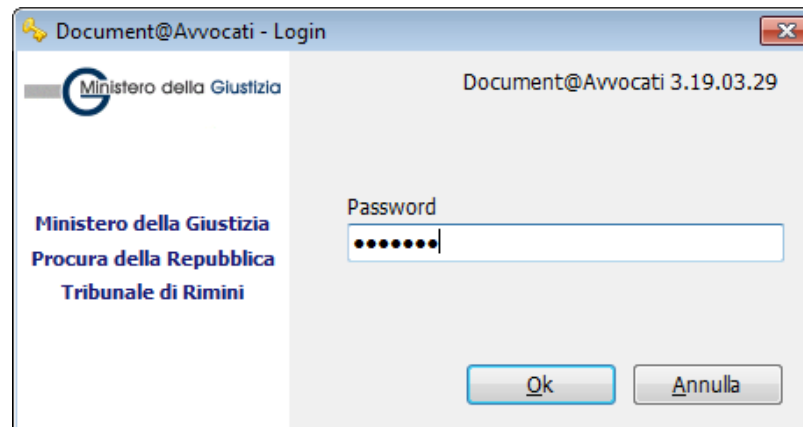 Document@Avvocati - Login
Ministero della Giustizia
Document@Avvocati 3.19.03.29
Ministero della Giustizia
Procura della Repubblica
Tribunale di Rimini
Password
•••••••
Ok
Annulla